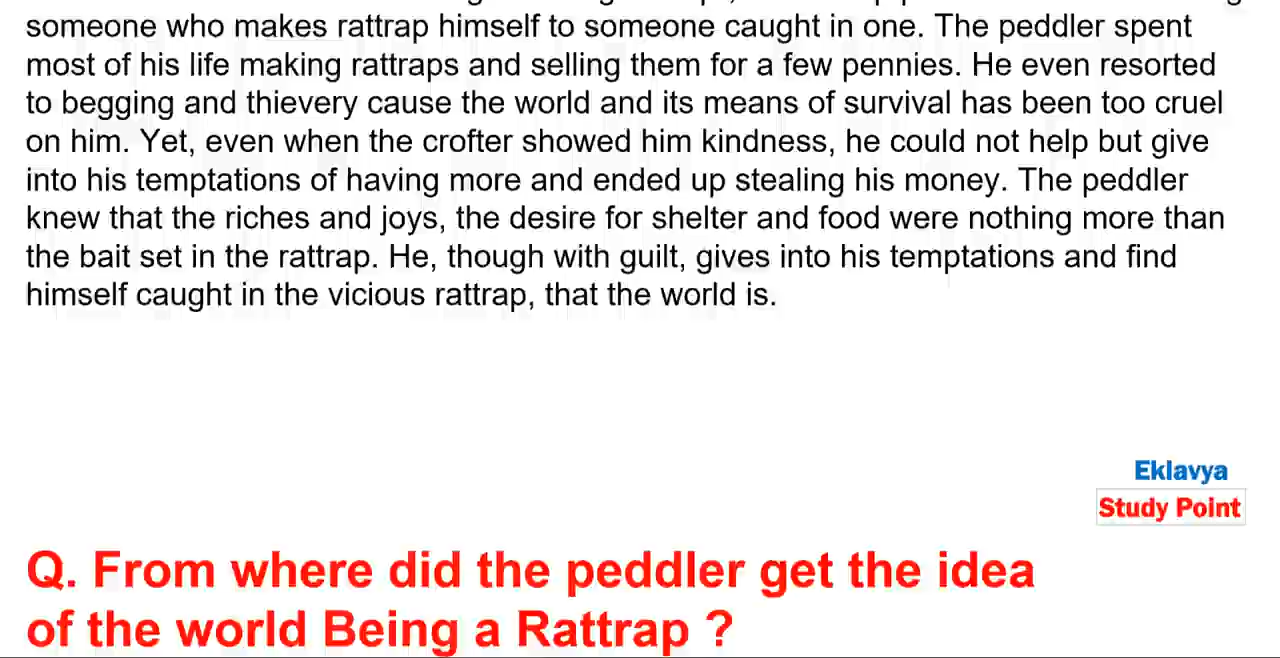 someone who makes rattrap himself to someone caught in one. The peddler spent
most of his life making rattraps and selling them for a few pennies. He even resorted
to begging and thievery cause the world and its means of survival has been too cruel
on him. Yet, even when the crofter showed him kindness, he could not help but give
into his temptations of having more and ended up stealing his money. The peddler
knew that the riches and joys, the desire for shelter and food were nothing more than
the bait set in the rattrap. He, though with guilt, gives into his temptations and find
himself caught in the vicious rattrap, that the world is.
Eklavya
Study Point
Q. From where did the peddler get the idea
of the world Being a Rattrap ?